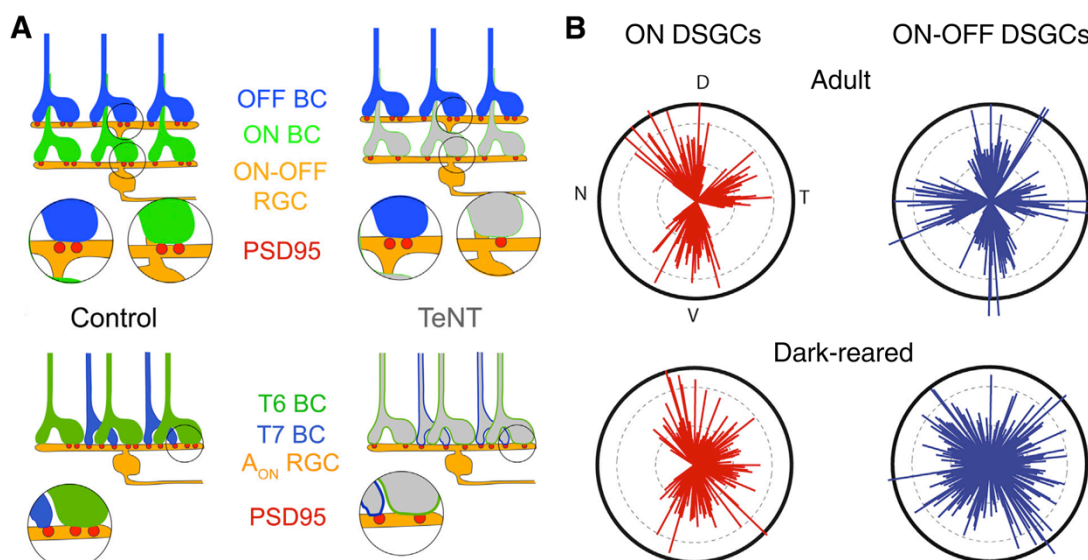 A
OFF BC
ON BC
ON-OFF
RGC
PSD95
Control
TeNT
T6 BC
T7 BC
AON RGC
PSD95
B
ON DSGCs
ON-OFF DSGCs
Adult
D
N
T
V
Dark-reared